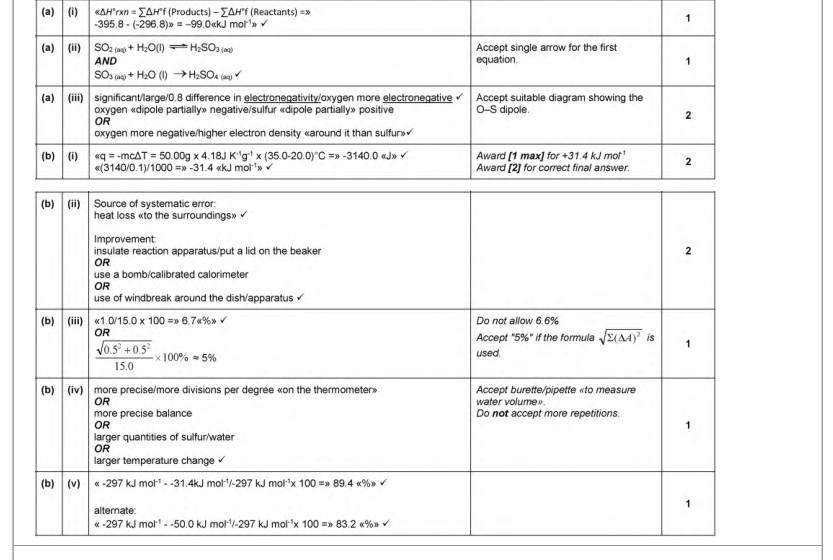 (a) (i) «ΔH°rxn = ∑ΔH°f (Products) – ∑ΔH°f (Reactants) =» 1
-395.8 - (-296.8)» = –99.0«kJ mol⁻¹» ✓
(a) (ii) SO₂ (aq) + H₂O(l) ⇌ H₂SO₃ (aq) Accept single arrow for the first equation. 1
AND
SO₃ (aq) + H₂O (l) → H₂SO₄ (aq) ✓
(a) (iii) significant/large/0.8 difference in electronegativity/oxygen more electronegative ✓ Accept suitable diagram showing the O–S dipole. 2
oxygen «dipole partially» negative/sulfur «dipole partially» positive
OR
oxygen more negative/higher electron density «around it than sulfur»✓
(b) (i) «q = -mcΔT = 50.00g x 4.18J K⁻¹g⁻¹ x (35.0-20.0)°C =» -3140.0 «J» ✓ Award [1 max] for +31.4 kJ mol⁻¹ 2
«(3140/0.1)/1000 =» -31.4 «kJ mol⁻¹» ✓ Award [2] for correct final answer.
(b) (ii) Source of systematic error: 2
heat loss «to the surroundings» ✓
Improvement:
insulate reaction apparatus/put a lid on the beaker
OR
use a bomb/calibrated calorimeter
OR
use of windbreak around the dish/apparatus ✓
(b) (iii) «1.0/15.0 x 100 =» 6.7«%» ✓ Do not allow 6.6% 1
OR Accept "5%" if the formula √Σ(ΔA)² is used.
√0.5² + 0.5²
15.0 ×100% ≈ 5%
(b) (iv) more precise/more divisions per degree «on the thermometer» Accept burette/pipette «to measure water volume». 1
OR
more precise balance Do not accept more repetitions.
OR
larger quantities of sulfur/water
OR
larger temperature change ✓
(b) (v) « -297 kJ mol⁻¹ - -31.4kJ mol⁻¹/-297 kJ mol⁻¹x 100 =» 89.4 «%» ✓ 1
alternate:
« -297 kJ mol⁻¹ - -50.0 kJ mol⁻¹/-297 kJ mol⁻¹x 100 =» 83.2 «%» ✓